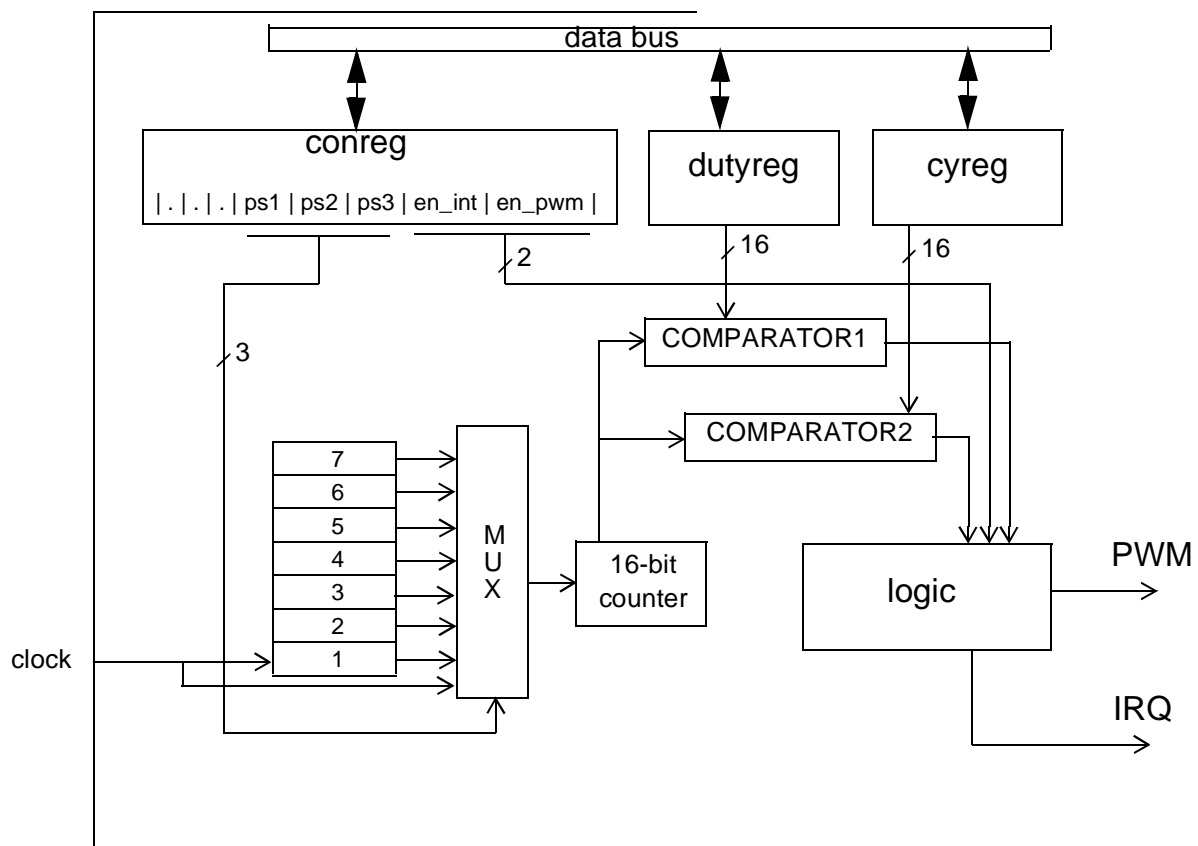 data bus
conreg
| . | . | . | ps1 | ps2 | ps3 | en_int | en_pwm |
dutyreg
cyreg
16
16
2
3
COMPARATOR1
COMPARATOR2
7
6
5
4
3
2
1
M
U
X
16-bit
counter
logic
PWM
clock
IRQ